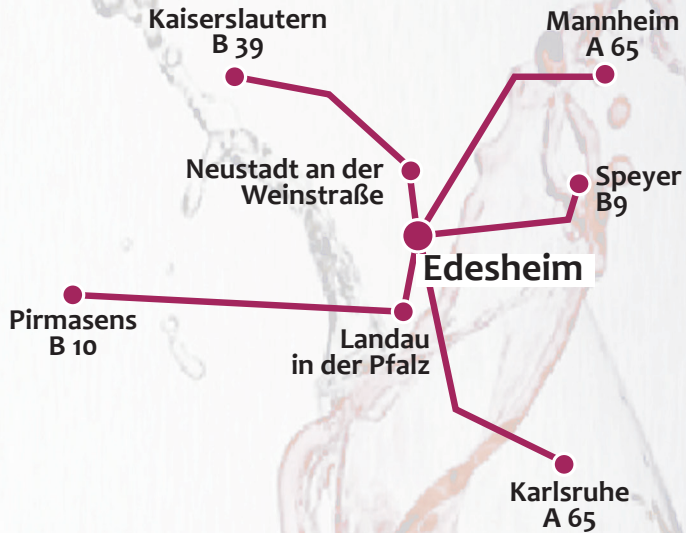 Kaiserslautern
B 39
Mannheim
A 65
Neustadt an der
Weinstraße
Speyer
B9
Edesheim
Pirmasens
B 10
Landau
in der Pfalz
Karlsruhe
A 65